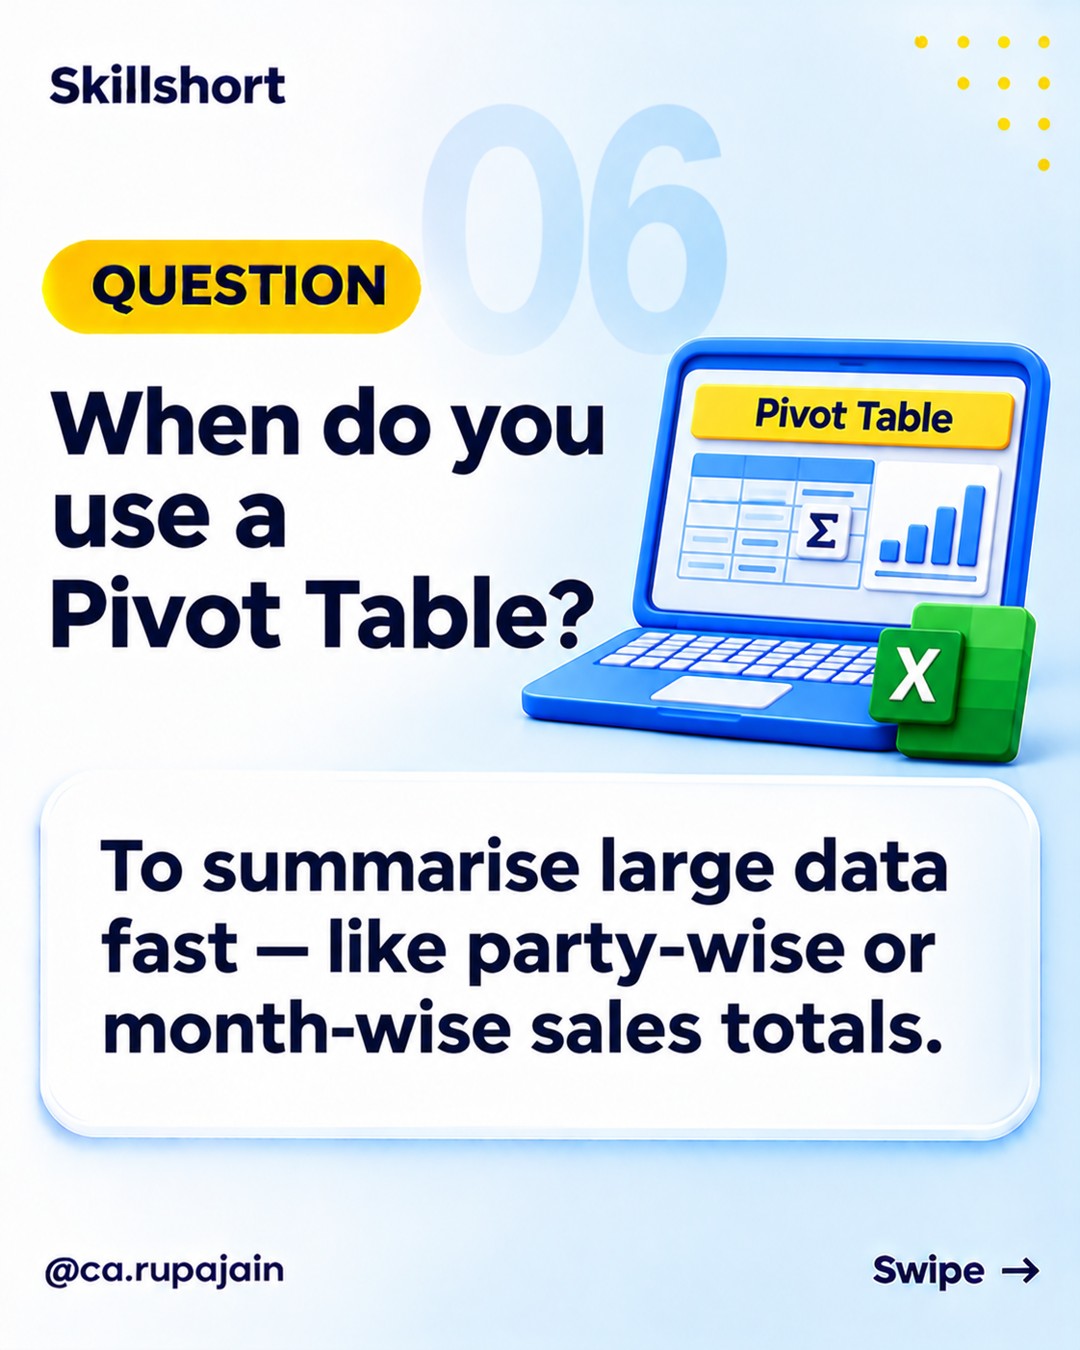 Skillshort
06
QUESTION
When do you
use a
Pivot Table?
Pivot Table
Σ
X
To summarise large data
fast — like party-wise or
month-wise sales totals.
@ca.rupajain
Swipe →